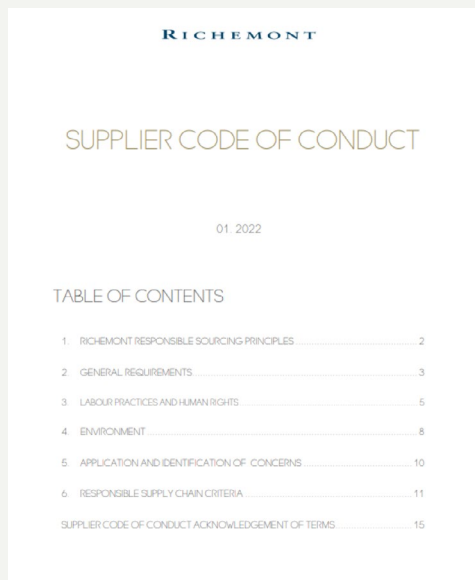 RICHEMONT
SUPPLIER CODE OF CONDUCT
01. 2022
TABLE OF CONTENTS
1. RICHEMONT RESPONSIBLE SOURCING PRINCIPLES 2
2. GENERAL REQUIREMENTS 3
3. LABOUR PRACTICES AND HUMAN RIGHTS 5
4. ENVIRONMENT 8
5. APPLICATION AND IDENTIFICATION OF CONCERNS 10
6. RESPONSIBLE SUPPLY CHAIN CRITERIA 11
SUPPLIER CODE OF CONDUCT ACKNOWLEDGEMENT OF TERMS 15